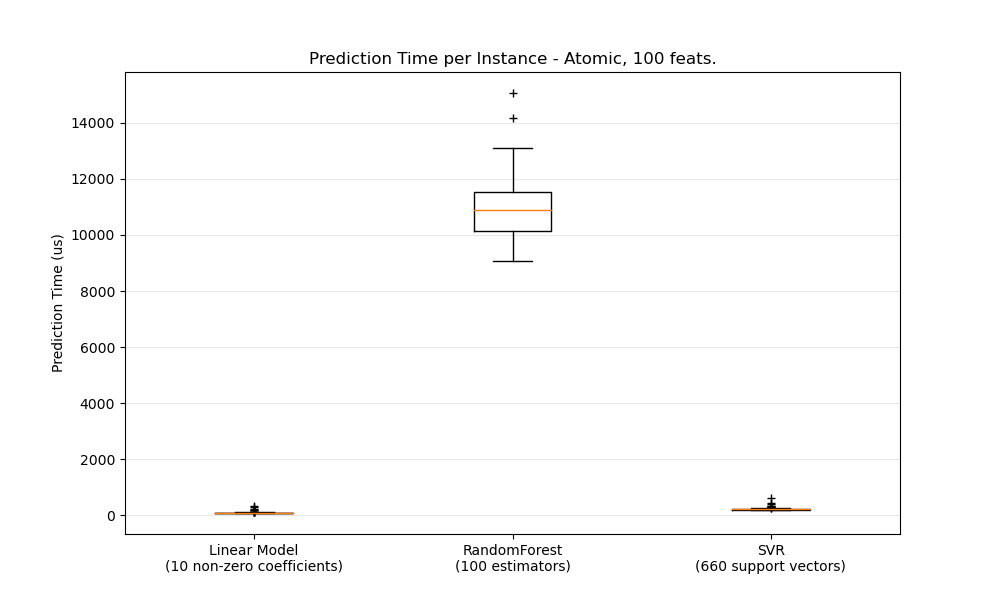 Prediction Time per Instance - Atomic, 100 feats.
Prediction Time (us)
14000
12000
10000
8000
6000
4000
2000
0
Linear Model
(10 non-zero coefficients)
RandomForest
(100 estimators)
SVR
(660 support vectors)